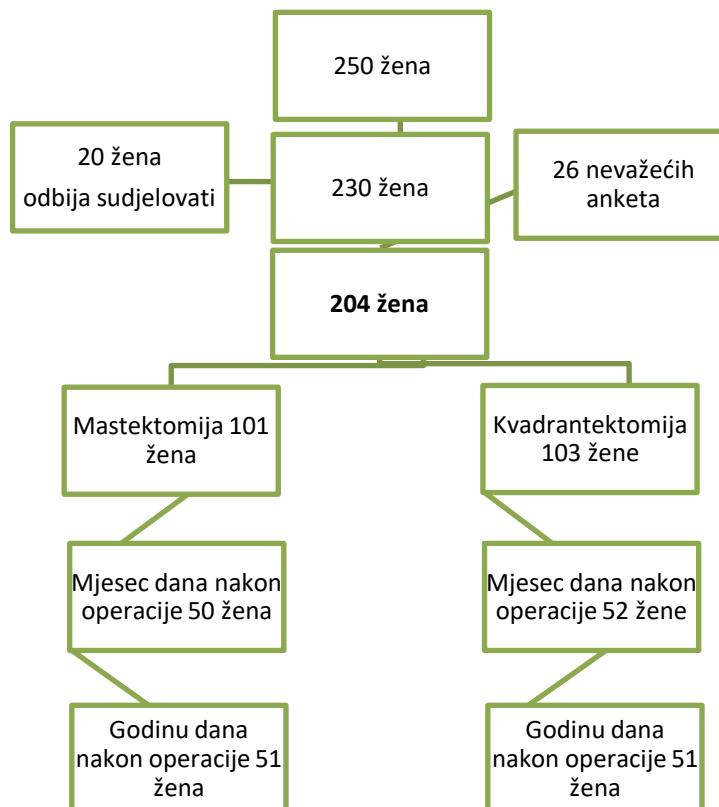 250 žena
20 žena
odbija sudjelovati
230 žena
26 nevažećih
anketa
204 žena
Mastektomija 101
žena
Kvadrantektomija
103 žene
Mjesec dana nakon
operacije 50 žena
Mjesec dana nakon
operacije 52 žene
Godinu dana
nakon operacije 51
žena
Godinu dana
nakon operacije 51
žena